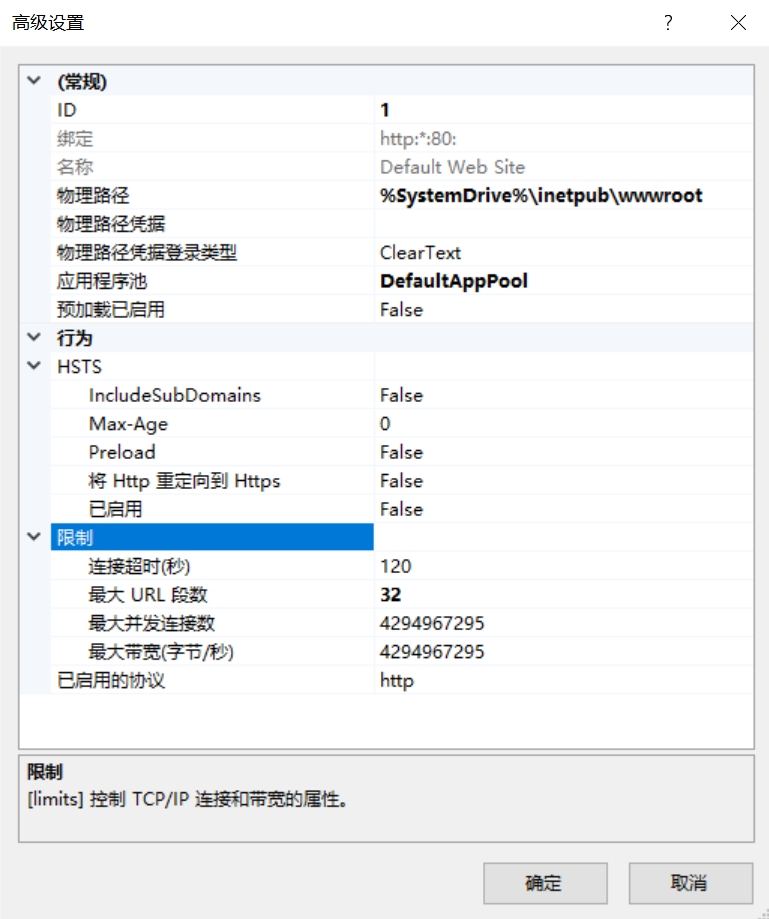 高级设置 ?
(常规)
ID 1
绑定 http:*:80:
名称 Default Web Site
物理路径 %SystemDrive%\inetpub\wwwroot
物理路径凭据
物理路径凭据登录类型 ClearText
应用程序池 DefaultAppPool
预加载已启用 False
行为
HSTS
IncludeSubDomains False
Max-Age 0
Preload False
将 Http 重定向到 Https False
已启用 False
限制
连接超时(秒) 120
最大 URL 段数 32
最大并发连接数 4294967295
最大带宽(字节/秒) 4294967295
已启用的协议 http
限制
[limits] 控制 TCP/IP 连接和带宽的属性。
确定 取消